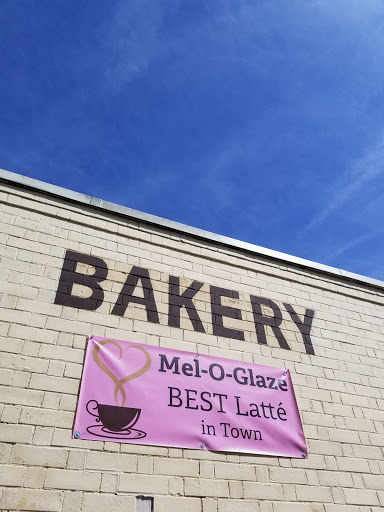 BAKERY
Mel-O-Glaze
BEST Latté
in Town